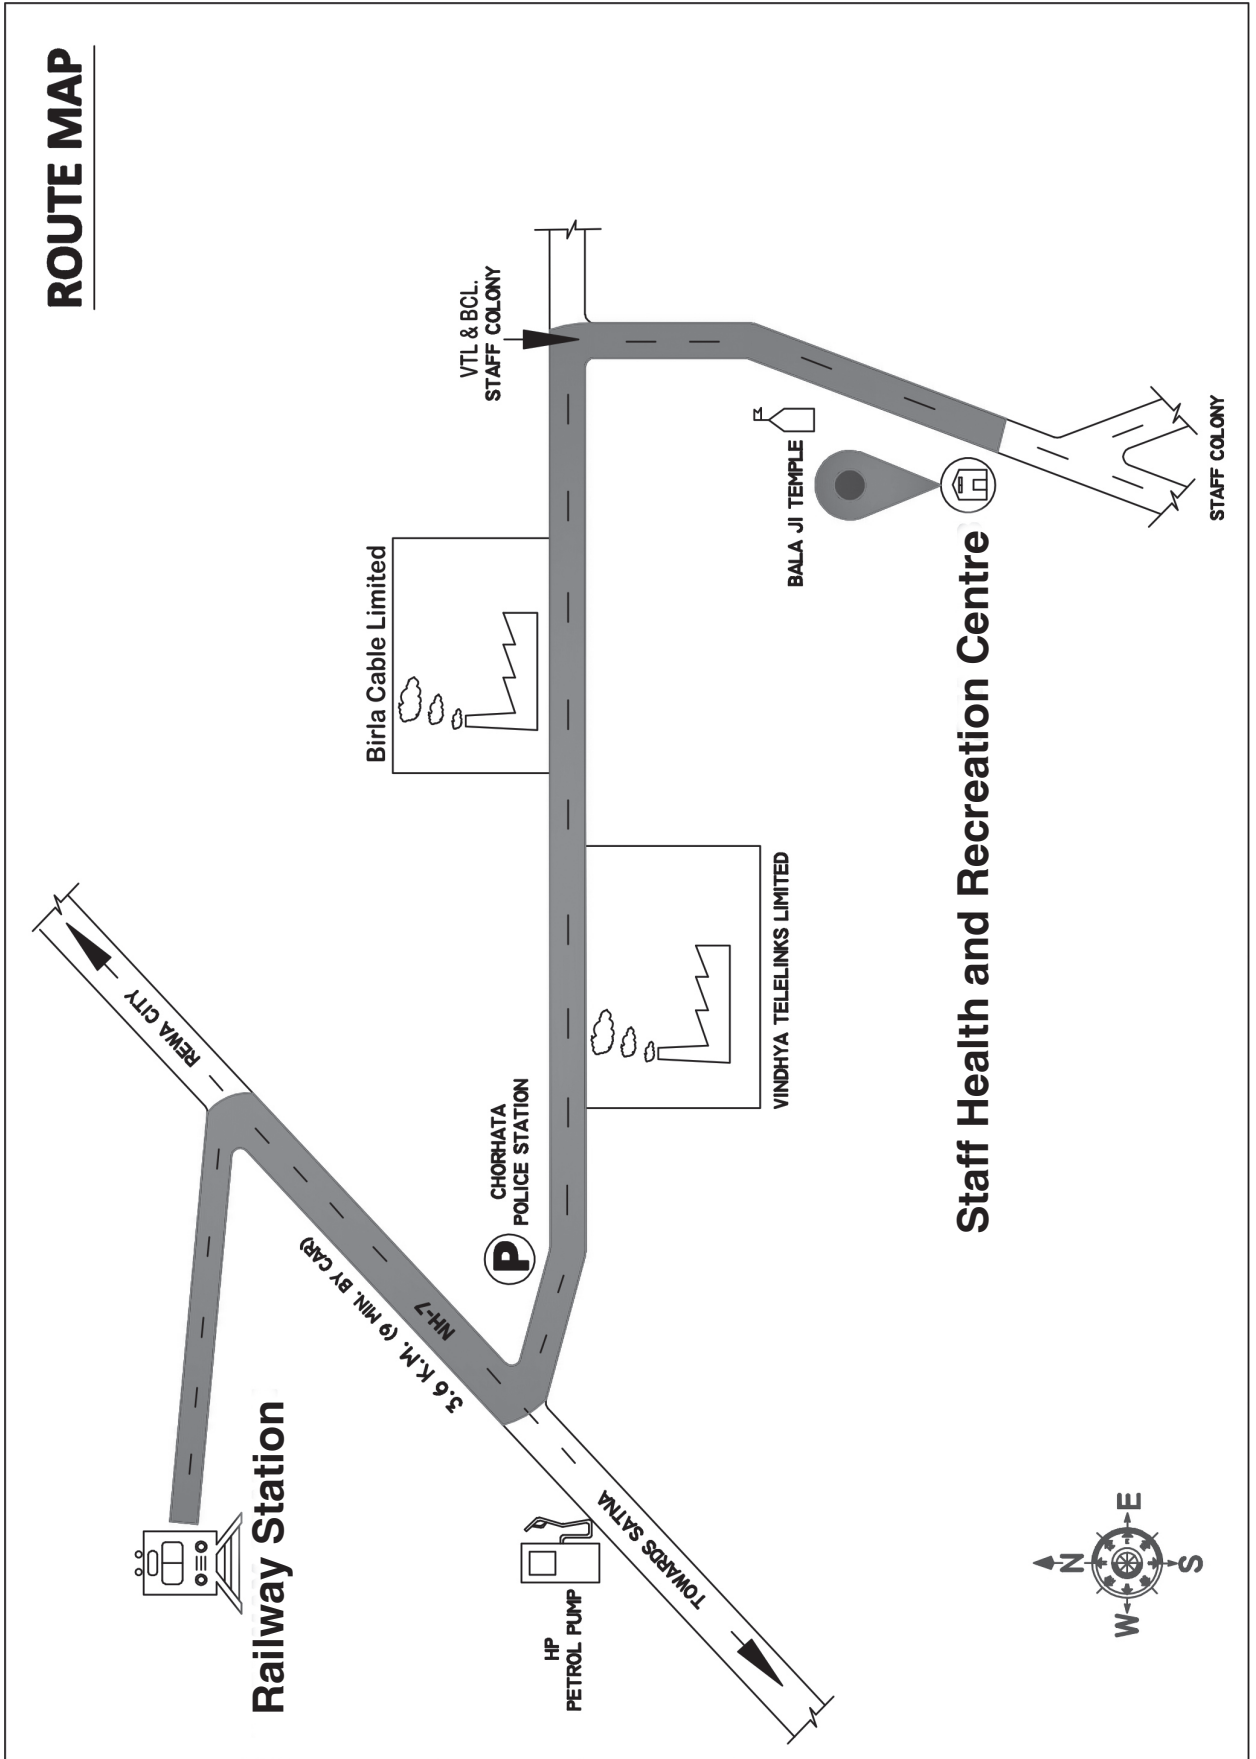 ROUTE MAP
REWA CITY
Railway Station
3.6 K.M. (9 MIN. BY CAR)
NH-7
HP
PETROL PUMP
TOWARDS SATNA
P
CHORHATA
POLICE STATION
Birla Cable Limited
VTL & BCL.
STAFF COLONY
VINDHYA TELELINKS LIMITED
BALA JI TEMPLE
Staff Health and Recreation Centre
STAFF COLONY
N
W
E
S